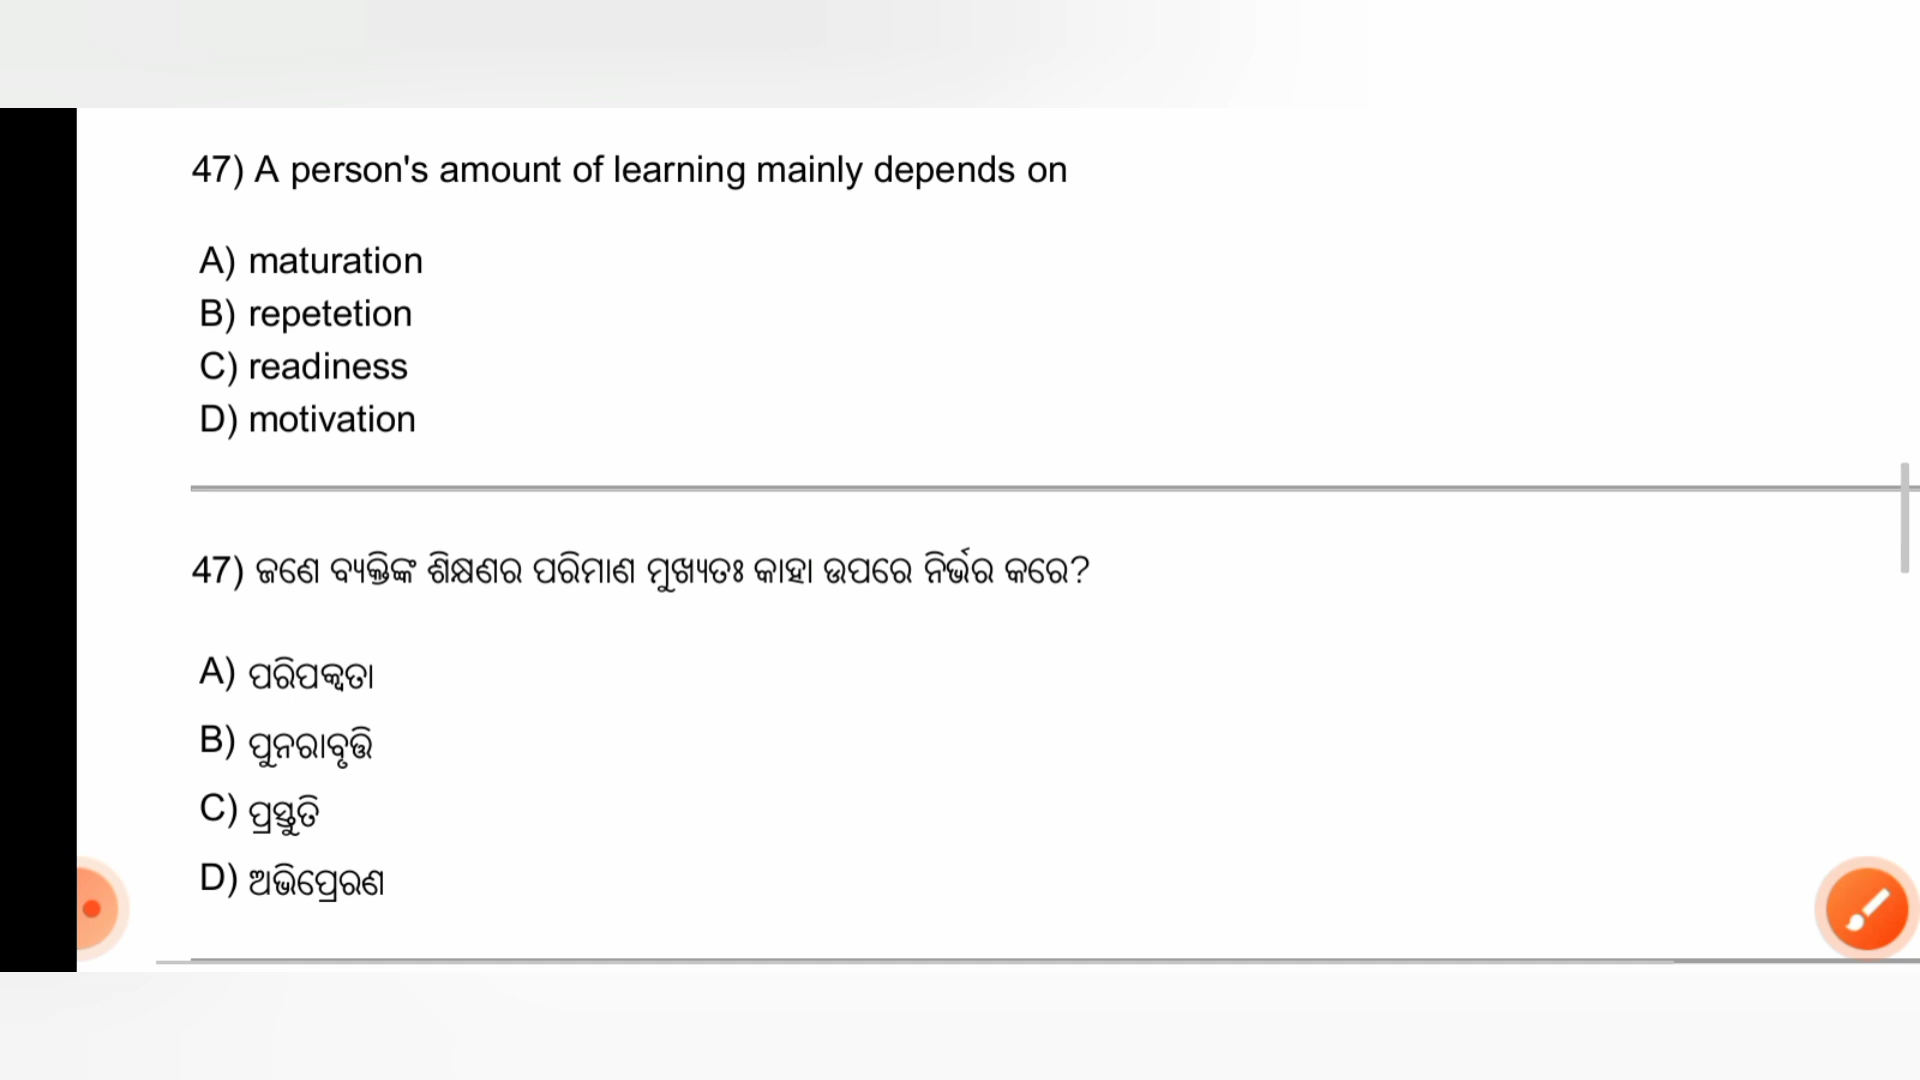 47) A person's amount of learning mainly depends on
A) maturation
B) repetetion
C) readiness
D) motivation
47) ଜଣେ ବ୍ୟକ୍ତିଙ୍କ ଶିକ୍ଷଣର ପରିମାଣ ମୁଖ୍ୟତଃ କାହା ଉପରେ ନିର୍ଭର କରେ?
A) ପରିପକ୍ୱତା
B) ପୁନରାବୃତ୍ତି
C) ପ୍ରସ୍ତୁତି
D) ଅଭିପ୍ରେରଣ